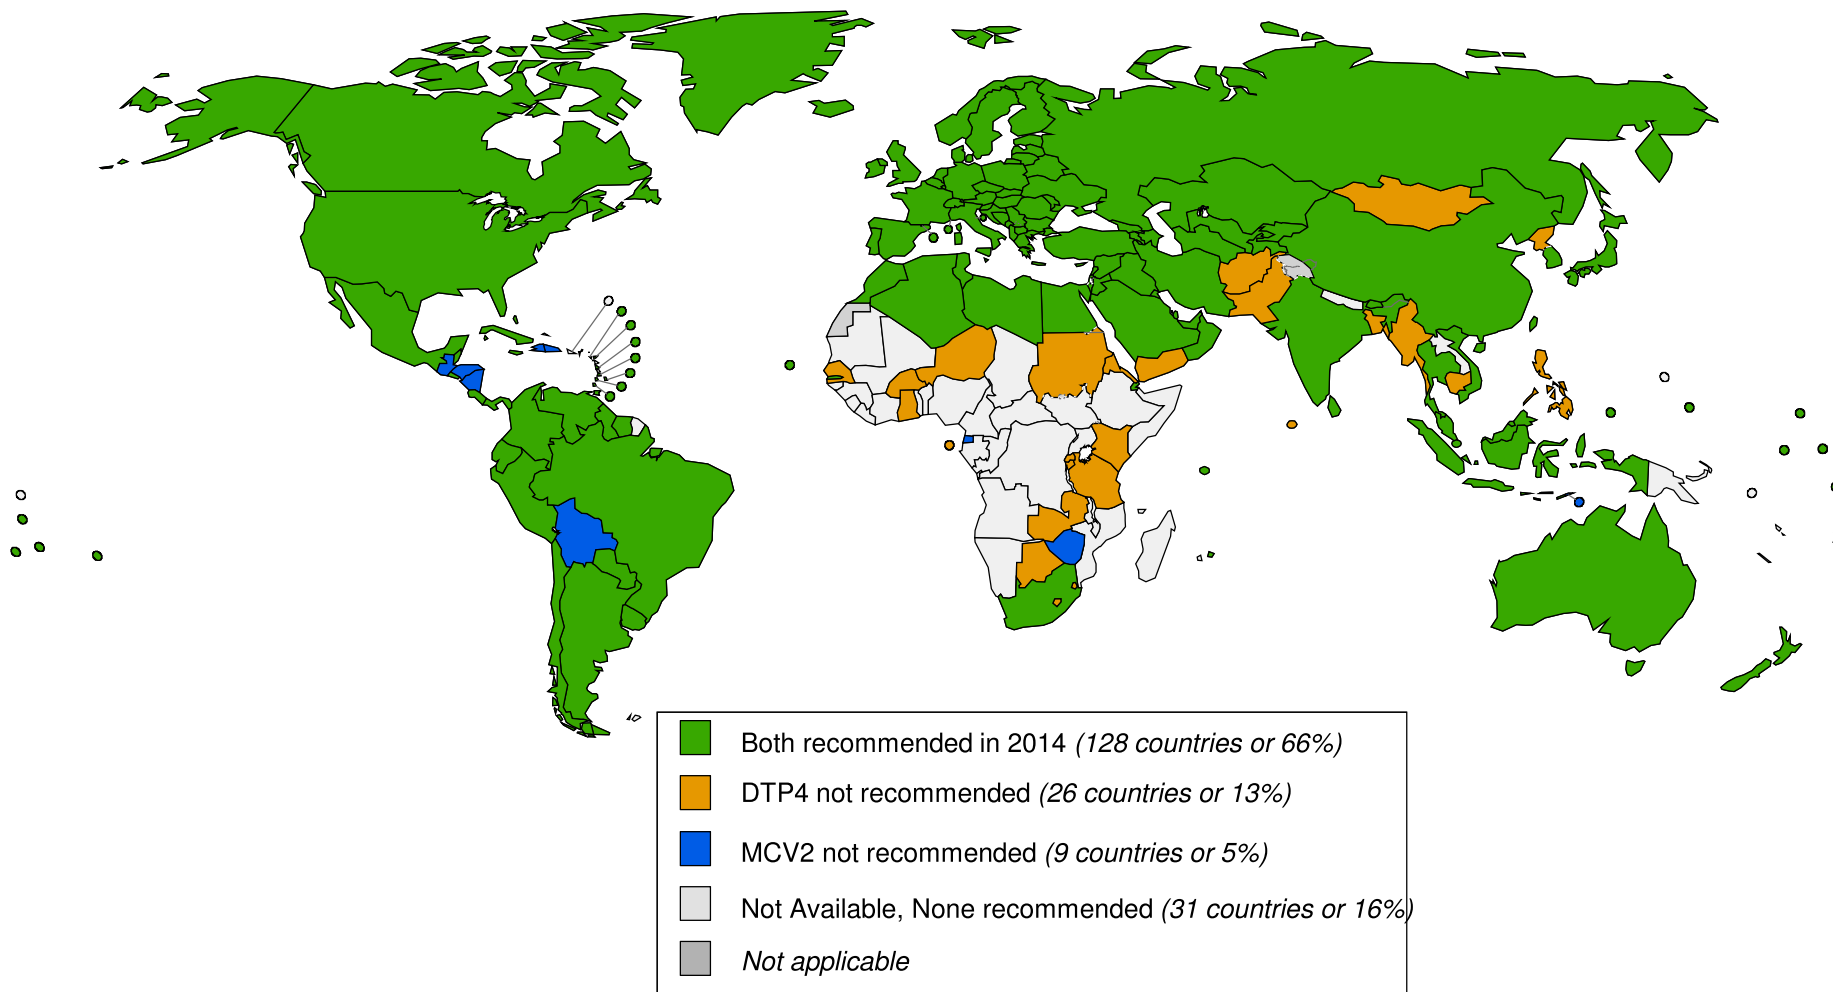 Both recommended in 2014 (128 countries or 66%)
DTP4 not recommended (26 countries or 13%)
MCV2 not recommended (9 countries or 5%)
Not Available, None recommended (31 countries or 16%)
Not applicable